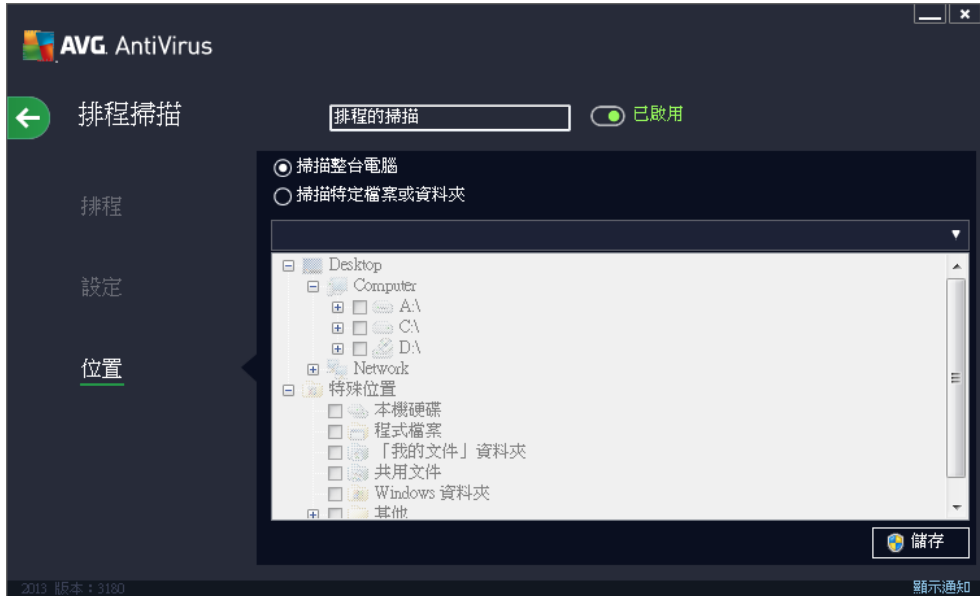 AVG. AntiVirus
排程掃描
排程的掃描
已啟用
排程
設定
位置
掃描整台電腦
掃描特定檔案或資料夾
Desktop
Computer
A:\
C:\
D:\
Network
特殊位置
本機硬碟
程式檔案
「我的文件」資料夾
共用文件
Windows 資料夾
其他
儲存
2013 版本：3180
顯示通知